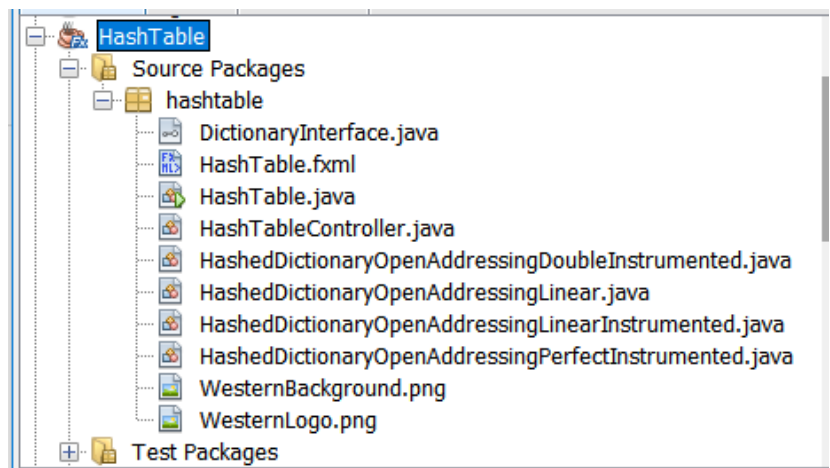 HashTable
Source Packages
hashtable
DictionaryInterface.java
HashTable.fxml
HashTable.java
HashTableController.java
HashedDictionaryOpenAddressingDoubleInstrumented.java
HashedDictionaryOpenAddressingLinear.java
HashedDictionaryOpenAddressingLinearInstrumented.java
HashedDictionaryOpenAddressingPerfectInstrumented.java
WesternBackground.png
WesternLogo.png
Test Packages